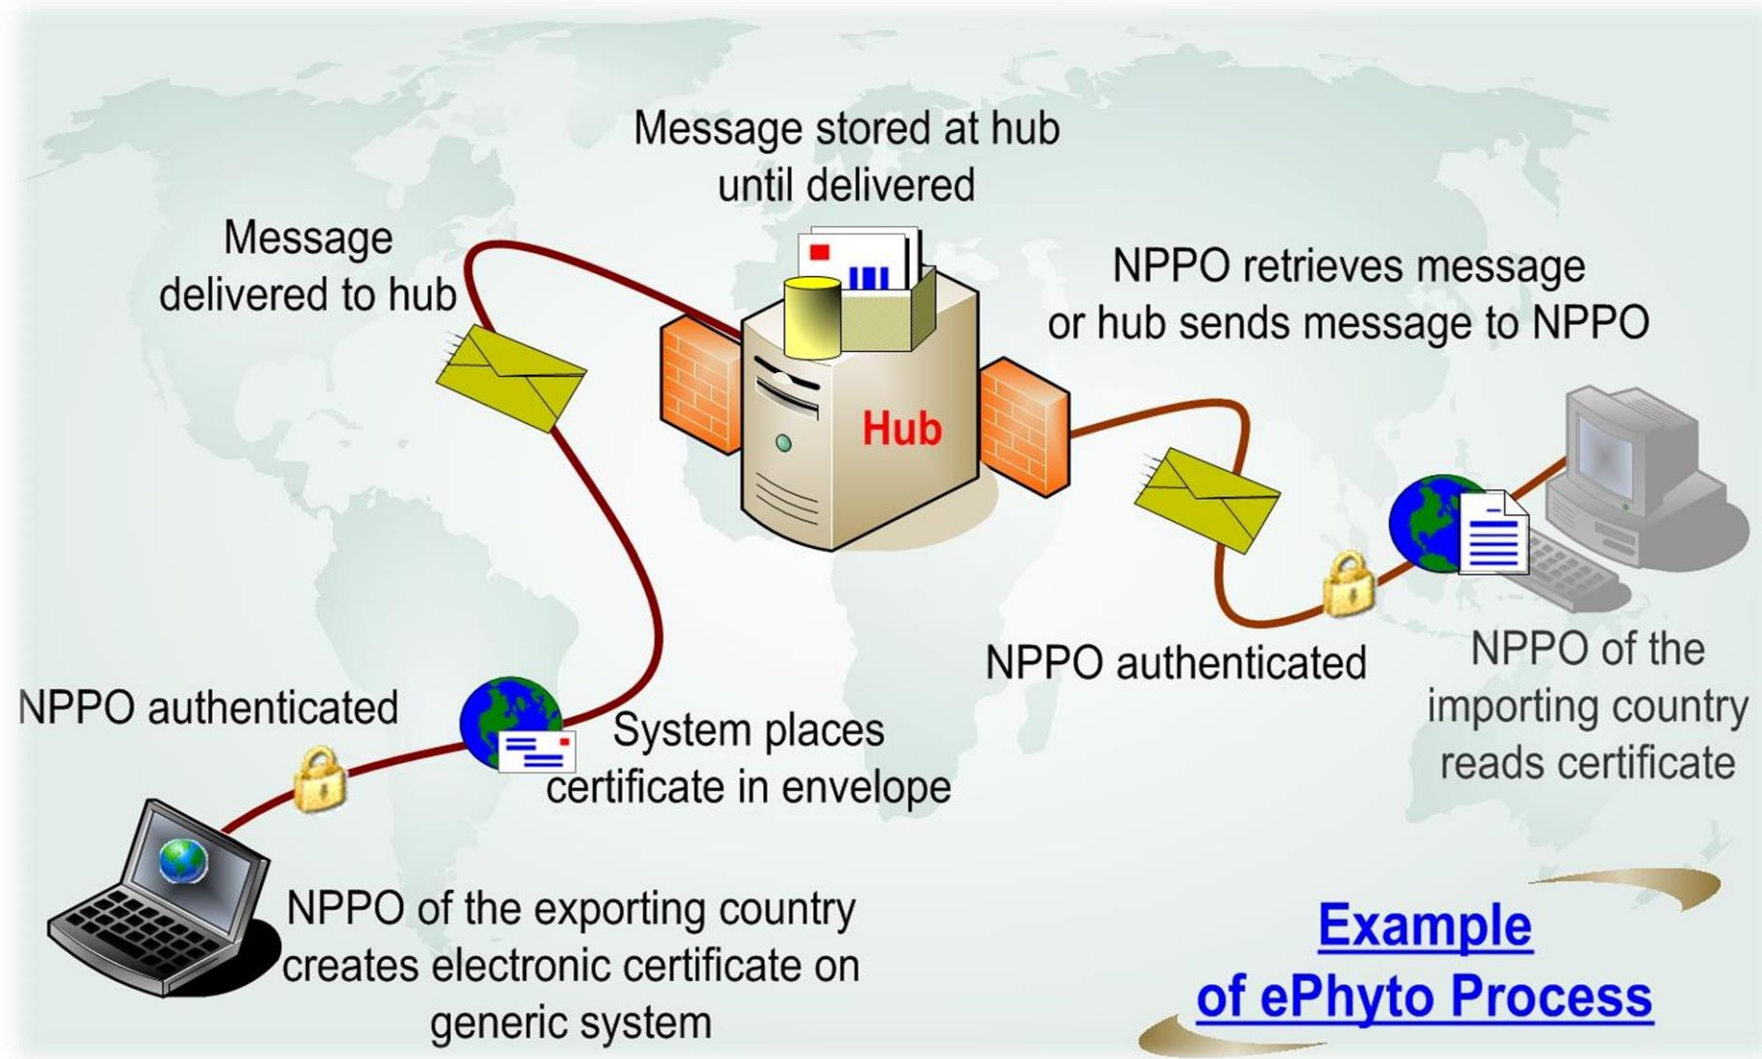 Message stored at hub
until delivered
Message
delivered to hub
NPPO retrieves message
or hub sends message to NPPO
Hub
NPPO authenticated
NPPO of the
importing country
reads certificate
NPPO authenticated
System places
certificate in envelope
NPPO of the exporting country
creates electronic certificate on
generic system
Example
of ePhyto Process